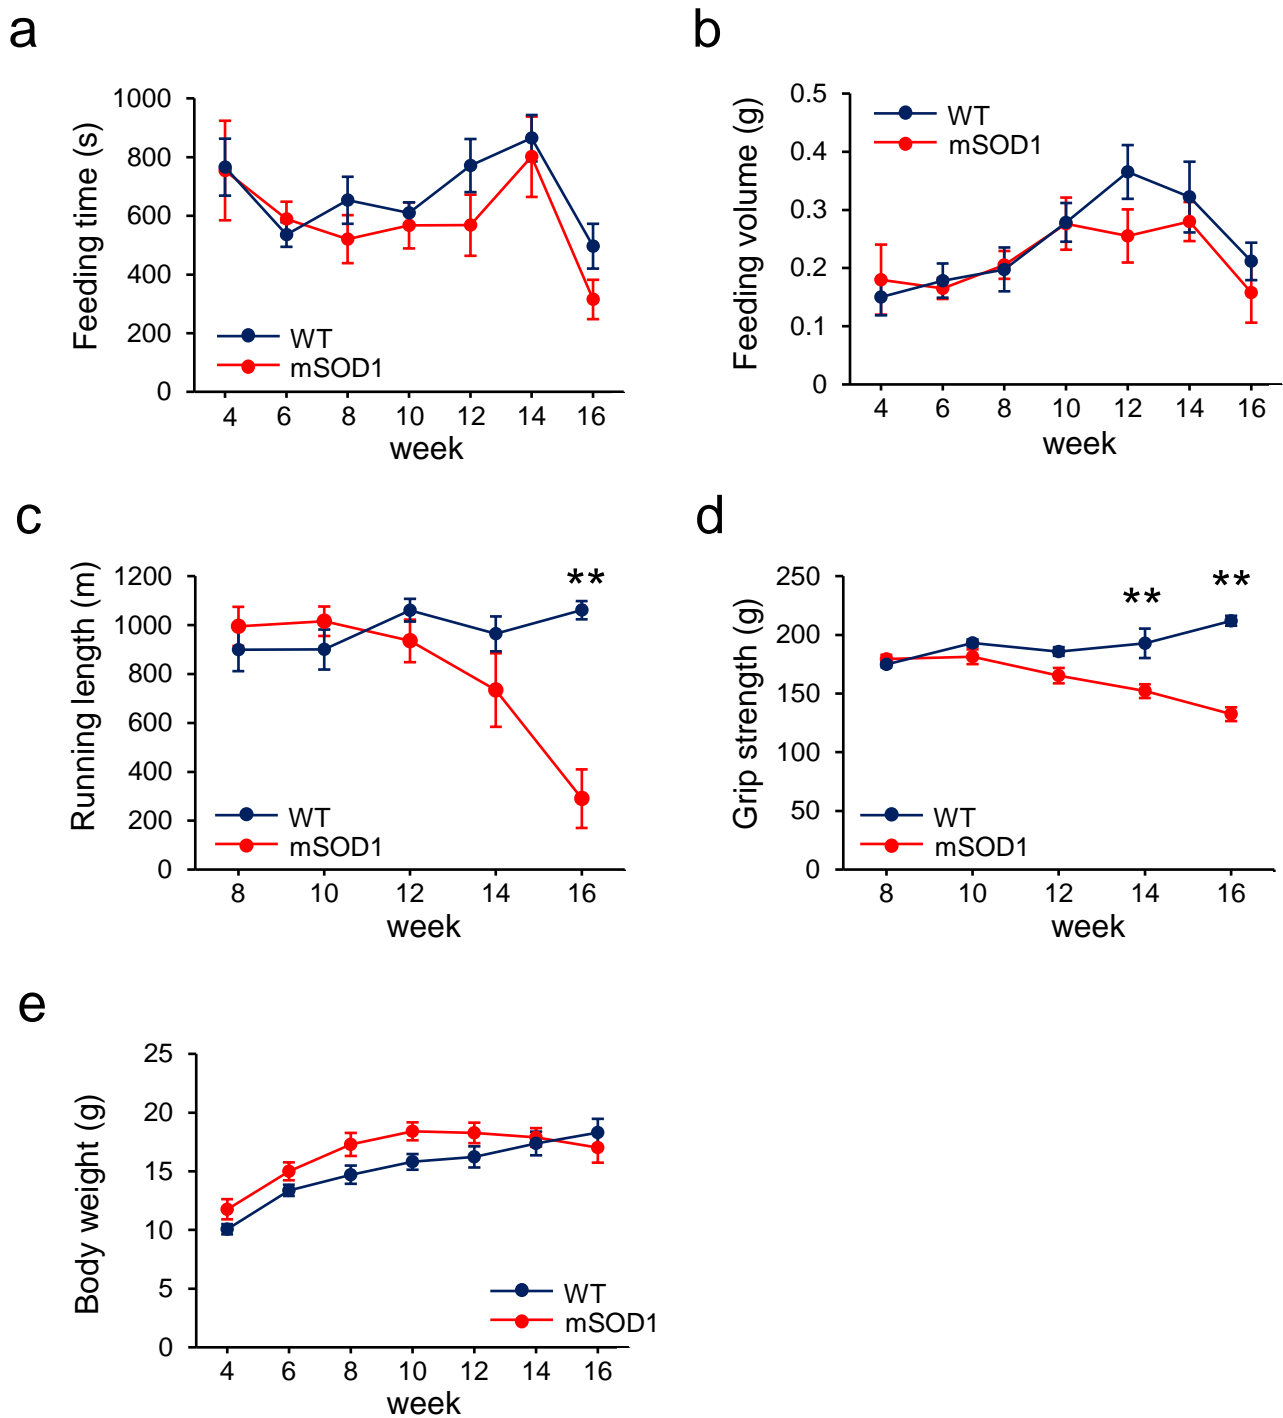 a
Feeding time (s)
1000
800
600
400
200
0
WT
mSOD1
4 6 8 10 12 14 16
week
b
Feeding volume (g)
0.5
0.4
0.3
0.2
0.1
0
WT
mSOD1
4 6 8 10 12 14 16
week
c
Running length (m)
1200
1000
800
600
400
200
0
**
WT
mSOD1
8 10 12 14 16
week
d
Grip strength (g)
250
200
150
100
50
0
** **
WT
mSOD1
8 10 12 14 16
week
e
Body weight (g)
25
20
15
10
5
0
WT
mSOD1
4 6 8 10 12 14 16
week